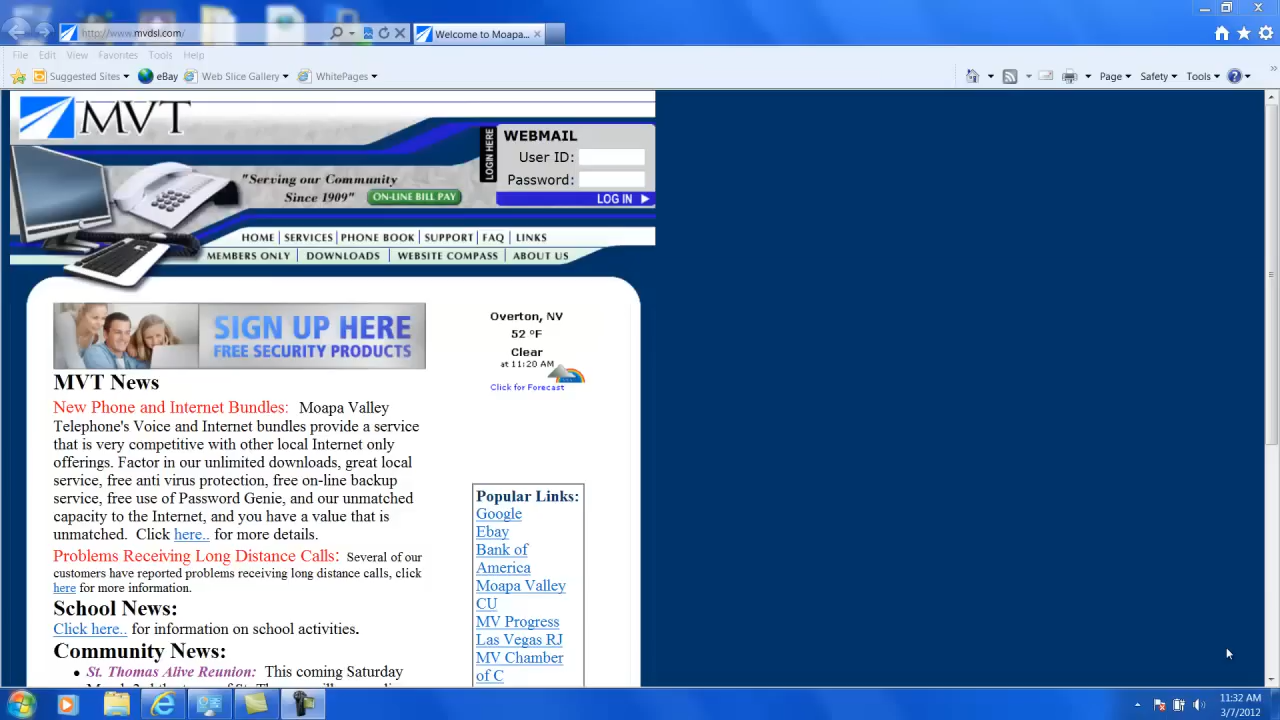 http://www.mvdsl.com/
Welcome to Moapa...
File Edit View Favorites Tools Help
Suggested Sites eBay Web Slice Gallery WhitePages
Page Safety Tools
MVT
LOGIN HERE
WEBMAIL
User ID:
Password:
LOG IN
"Serving our Community
Since 1909"
ON-LINE BILL PAY
HOME SERVICES PHONE BOOK SUPPORT FAQ LINKS
MEMBERS ONLY DOWNLOADS WEBSITE COMPASS ABOUT US
SIGN UP HERE
FREE SECURITY PRODUCTS
Overton, NV
52 °F
Clear
at 11:20 AM
Click for Forecast
MVT News
New Phone and Internet Bundles: Moapa Valley
Telephone's Voice and Internet bundles provide a service
that is very competitive with other local Internet only
offerings. Factor in our unlimited downloads, great local
service, free anti virus protection, free on-line backup
service, free use of Password Genie, and our unmatched
capacity to the Internet, and you have a value that is
unmatched. Click here.. for more details.
Problems Receiving Long Distance Calls: Several of our
customers have reported problems receiving long distance calls, click
here for more information.
School News:
Click here.. for information on school activities.
Community News:
St. Thomas Alive Reunion: This coming Saturday
Popular Links:
Google
Ebay
Bank of
America
Moapa Valley
CU
MV Progress
Las Vegas RJ
MV Chamber
of C
11:32 AM
3/7/2012